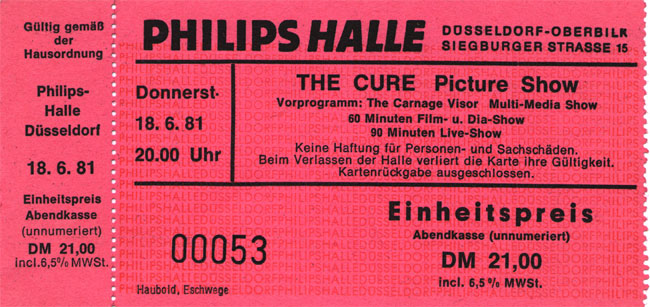 Gültig gemäß
der
Hausordnung
Philips-
Halle
Düsseldorf
18. 6. 81
Einheitspreis
Abendkasse
(unnumeriert)
DM 21,00
incl. 6,5% MWSt.
PHILIPS HALLE
DÜSSELDORF-OBERBILK
SIEGBURGER STRASSE 15
Donnerst.
18. 6. 81
20.00 Uhr
THE CURE Picture Show
Vorprogramm: The Carnage Visor Multi-Media Show
60 Minuten Film- u. Dia-Show
90 Minuten Live-Show
Keine Haftung für Personen- und Sachschäden.
Beim Verlassen der Halle verliert die Karte ihre Gültigkeit.
Kartenrückgabe ausgeschlossen.
00053
Einheitspreis
Abendkasse (unnumeriert)
DM 21,00
incl. 6,5% MWSt.
Haubold, Eschwege